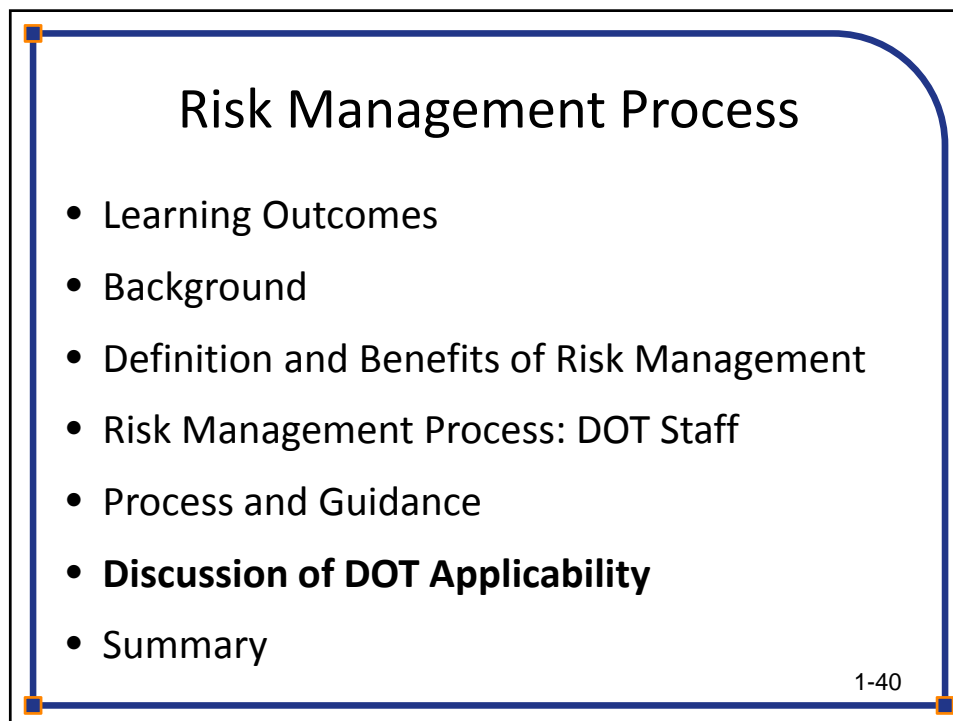 Risk Management Process
• Learning Outcomes
• Background
• Definition and Benefits of Risk Management
• Risk Management Process: DOT Staff
• Process and Guidance
• Discussion of DOT Applicability
• Summary
1-40